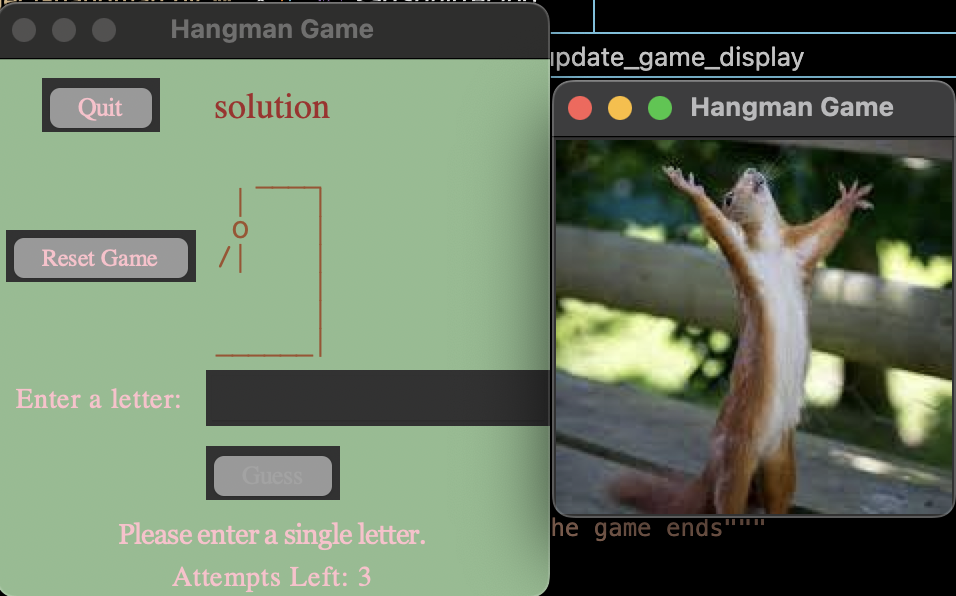 Hangman Game
update_game_display
Quit
solution
Hangman Game
Reset Game
Enter a letter:
Guess
he game ends"""
Please enter a single letter.
Attempts Left: 3